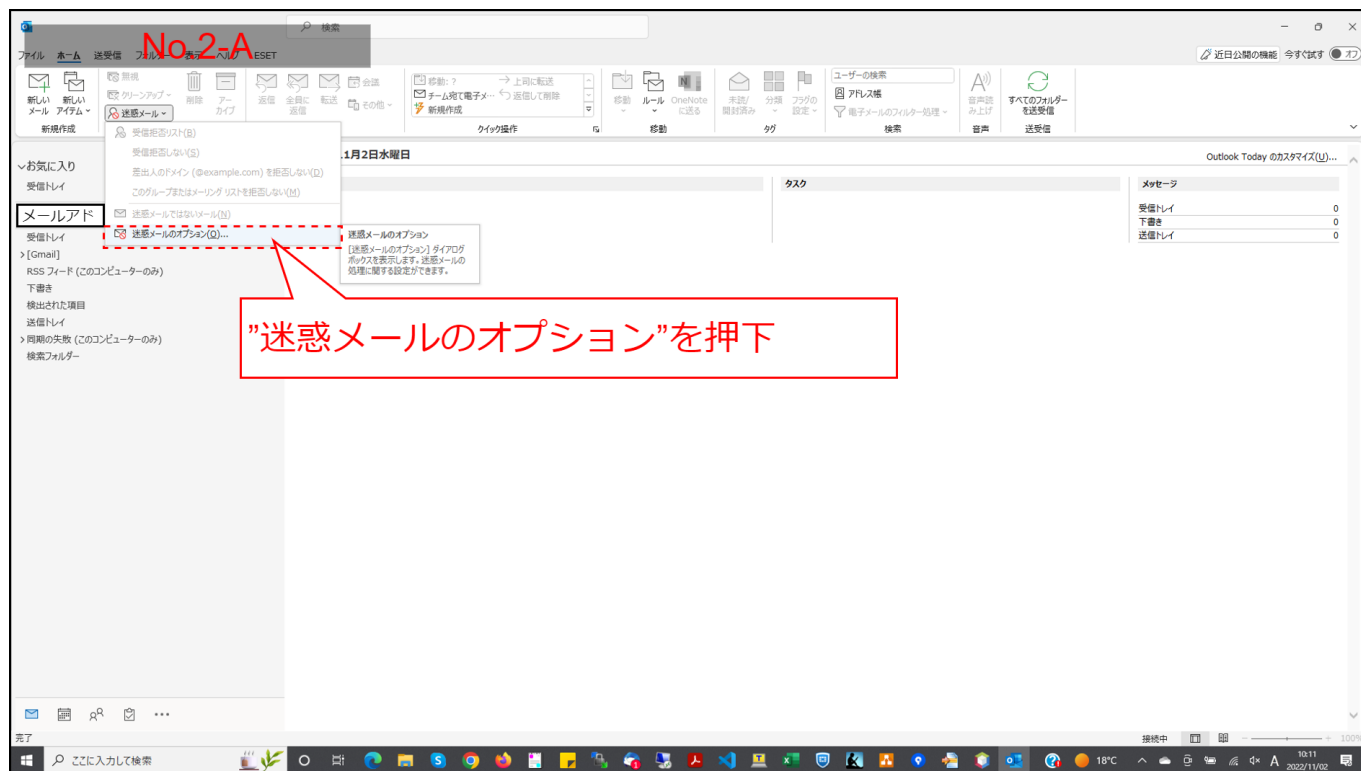 検索
No.2-A
ファイル ホーム 送受信 フォルダー 表示 ヘルプ ESET
近日公開の機能 今すぐ試す オフ
新しい
メール
新しい
アイテム
新規作成
無視
クリーンアップ
迷惑メール
削除
アー
カイブ
返信
全員に
返信
転送
会議
その他
移動: ?
チーム宛て電子メ…
新規作成
上司に転送
返信して削除
クイック操作
移動
ルール
OneNote
に送る
移動
未読/
開封済み
分類
フラグの
設定
タグ
ユーザーの検索
アドレス帳
電子メールのフィルター処理
検索
音声読
み上げ
音声
すべてのフォルダー
を送受信
送受信
受信拒否リスト(B)
受信拒否しない(S)
差出人のドメイン (@example.com) を拒否しない(D)
このグループまたはメーリング リストを拒否しない(M)
迷惑メールではないメール(N)
迷惑メールのオプション(O)...
迷惑メールのオプション
[迷惑メールのオプション] ダイアログ
ボックスを表示します。迷惑メールの
処理に関する設定ができます。
お気に入り
受信トレイ
メールアド
受信トレイ
[Gmail]
RSS フィード (このコンピューターのみ)
下書き
検出された項目
送信トレイ
同期の失敗 (このコンピューターのみ)
検索フォルダー
1月2日水曜日
Outlook Today のカスタマイズ(U)...
タスク
メッセージ
受信トレイ 0
下書き 0
送信トレイ 0
”迷惑メールのオプション”を押下
完了
接続中
100%
ここに入力して検索
18°C
A
10:11
2022/11/02